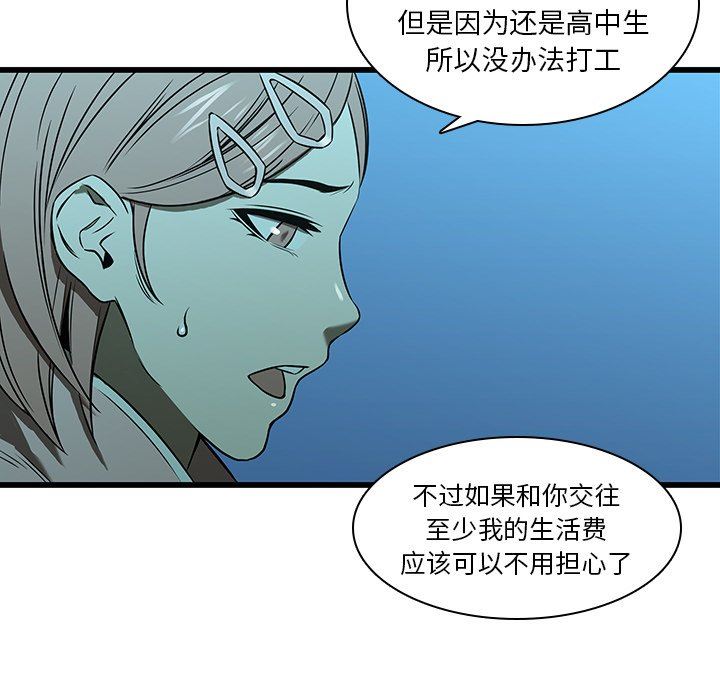 但是因为还是高中生
所以没办法打工
不过如果和你交往
至少我的生活费
应该可以不用担心了